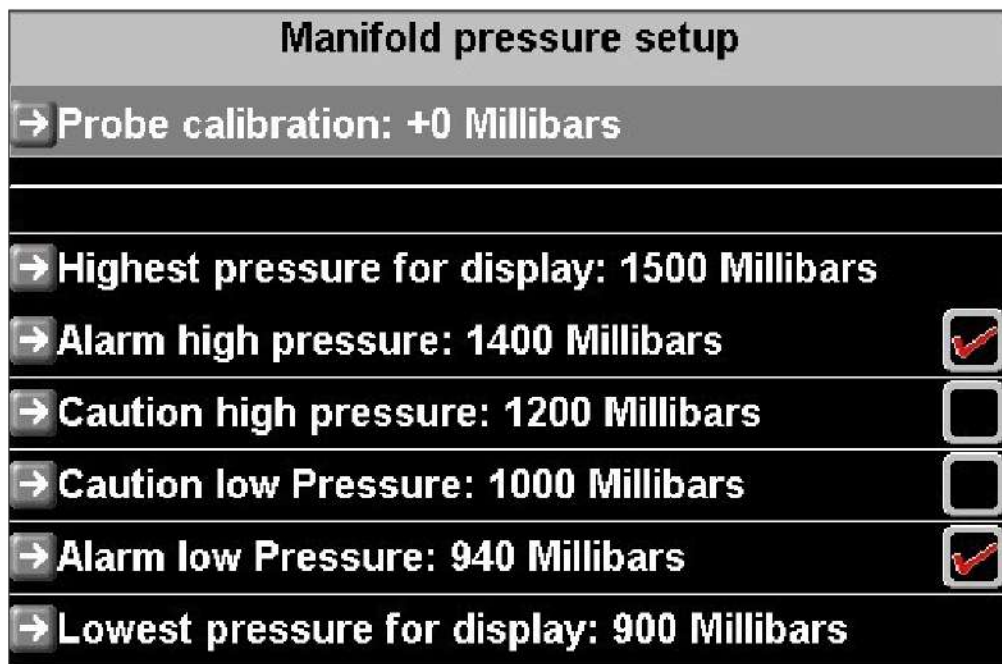 Manifold pressure setup
Probe calibration: +0 Millibars
Highest pressure for display: 1500 Millibars
Alarm high pressure: 1400 Millibars
Caution high pressure: 1200 Millibars
Caution low Pressure: 1000 Millibars
Alarm low Pressure: 940 Millibars
Lowest pressure for display: 900 Millibars